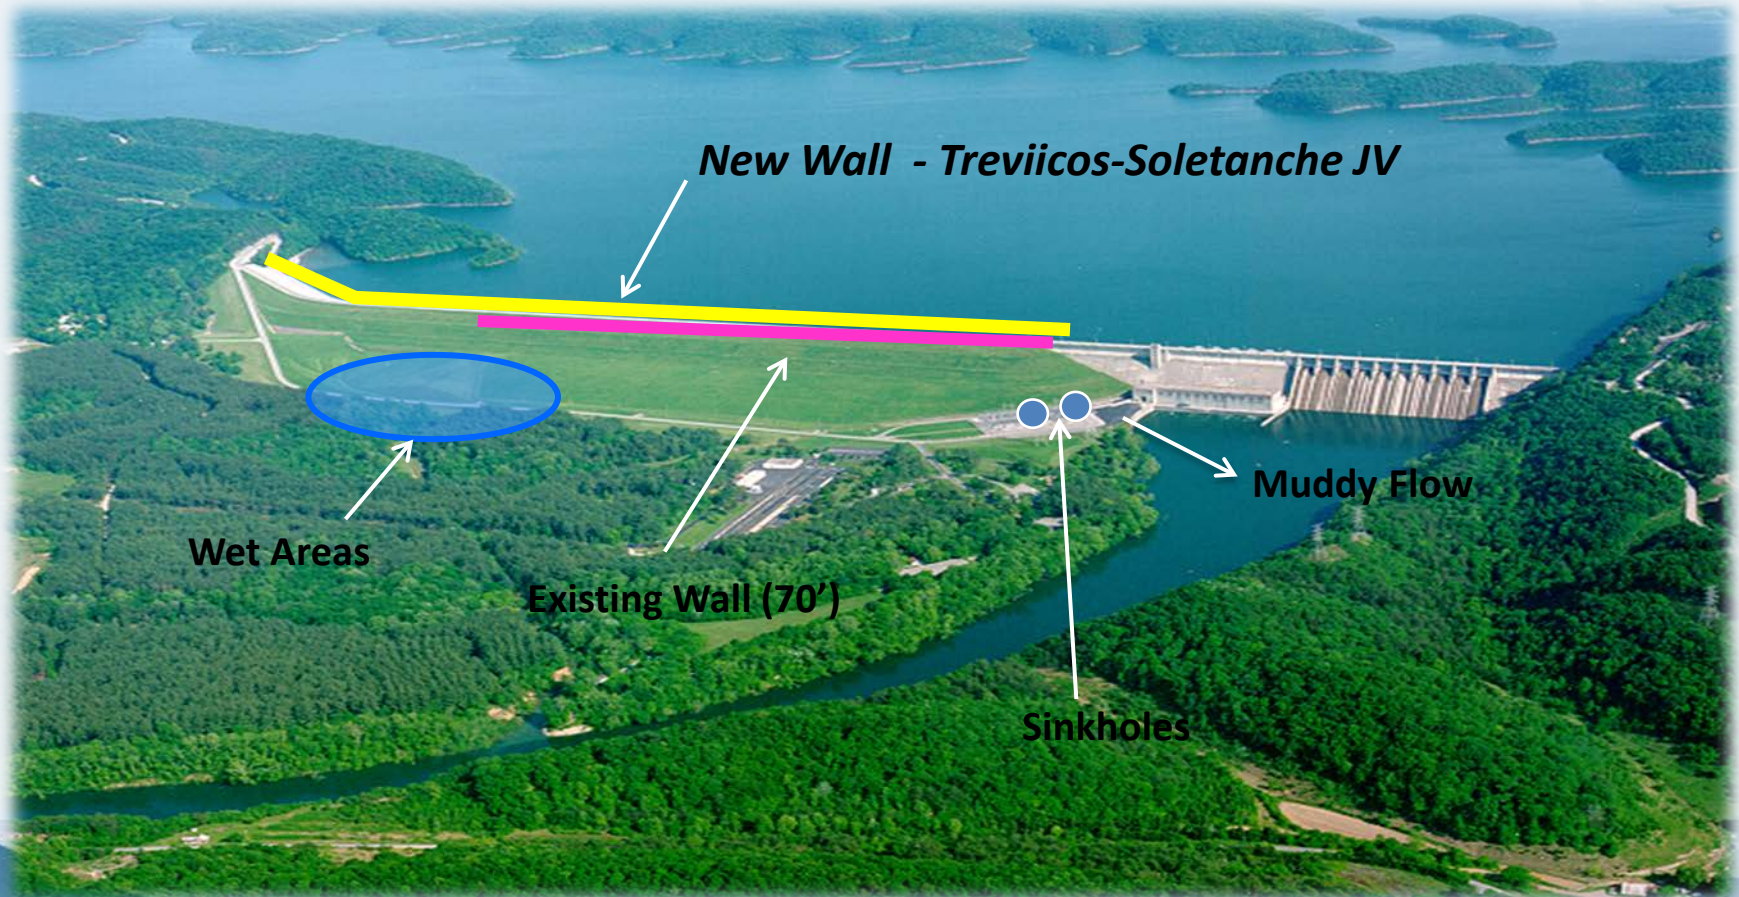 New Wall - Treviicos-Soletanche JV
Muddy Flow
Wet Areas
Existing Wall (70’)
Sinkholes